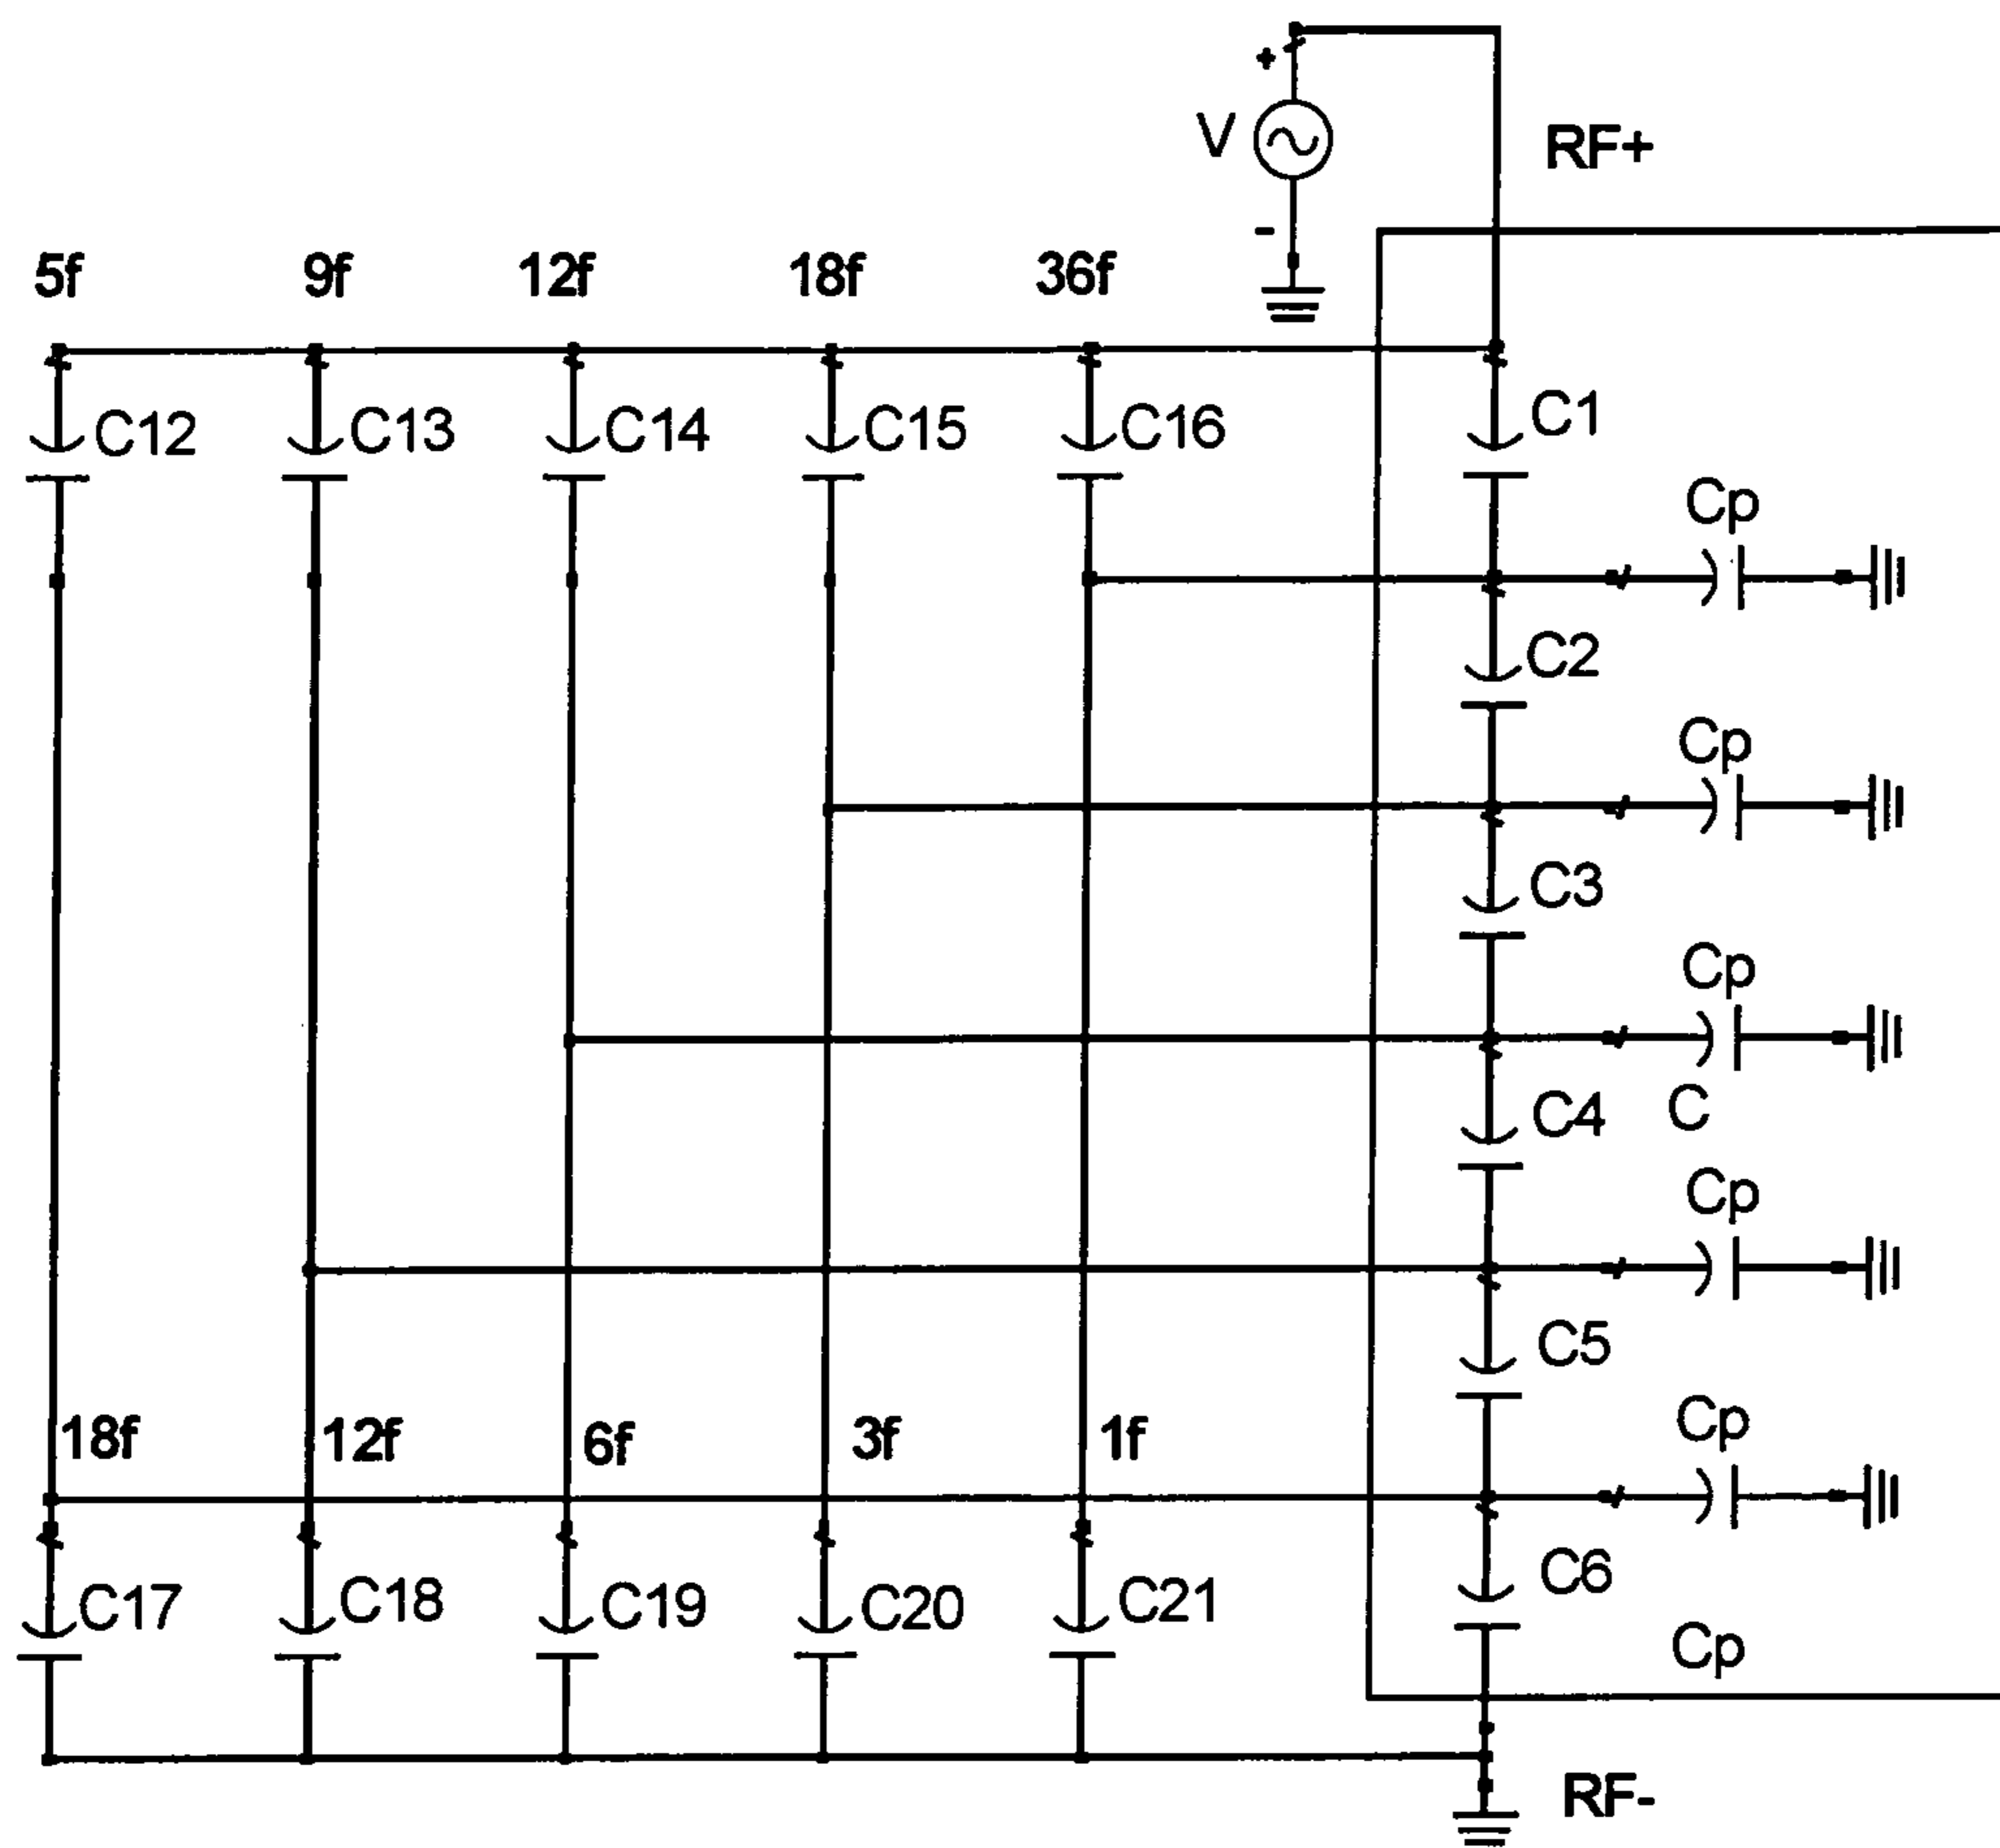 +
V
RF+
-
5f 9f 12f 18f 36f
C12 C13 C14 C15 C16 C1
Cp
C2
Cp
C3
Cp
C4 C
Cp
C5
18f 12f 6f 3f 1f Cp
C17 C18 C19 C20 C21 C6
Cp
RF-